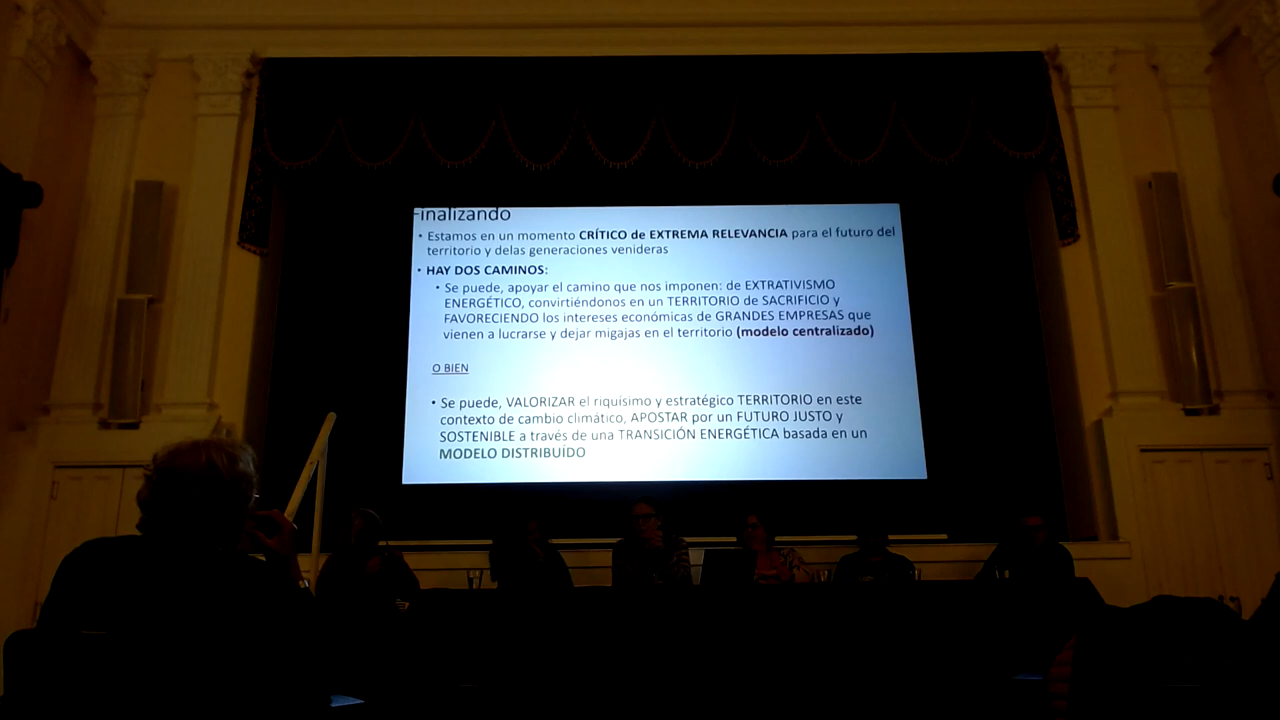 Finalizando
• Estamos en un momento CRÍTICO de EXTREMA RELEVANCIA para el futuro del
territorio y delas generaciones venideras
• HAY DOS CAMINOS:
• Se puede, apoyar el camino que nos imponen: de EXTRATIVISMO
ENERGÉTICO, convirtiéndonos en un TERRITORIO de SACRIFICIO y
FAVORECIENDO los intereses económicas de GRANDES EMPRESAS que
vienen a lucrarse y dejar migajas en el territorio (modelo centralizado)
O BIEN
• Se puede, VALORIZAR el riquísimo y estratégico TERRITORIO en este
contexto de cambio climático, APOSTAR por un FUTURO JUSTO y
SOSTENIBLE a través de una TRANSICIÓN ENERGÉTICA basada en un
MODELO DISTRIBUÍDO